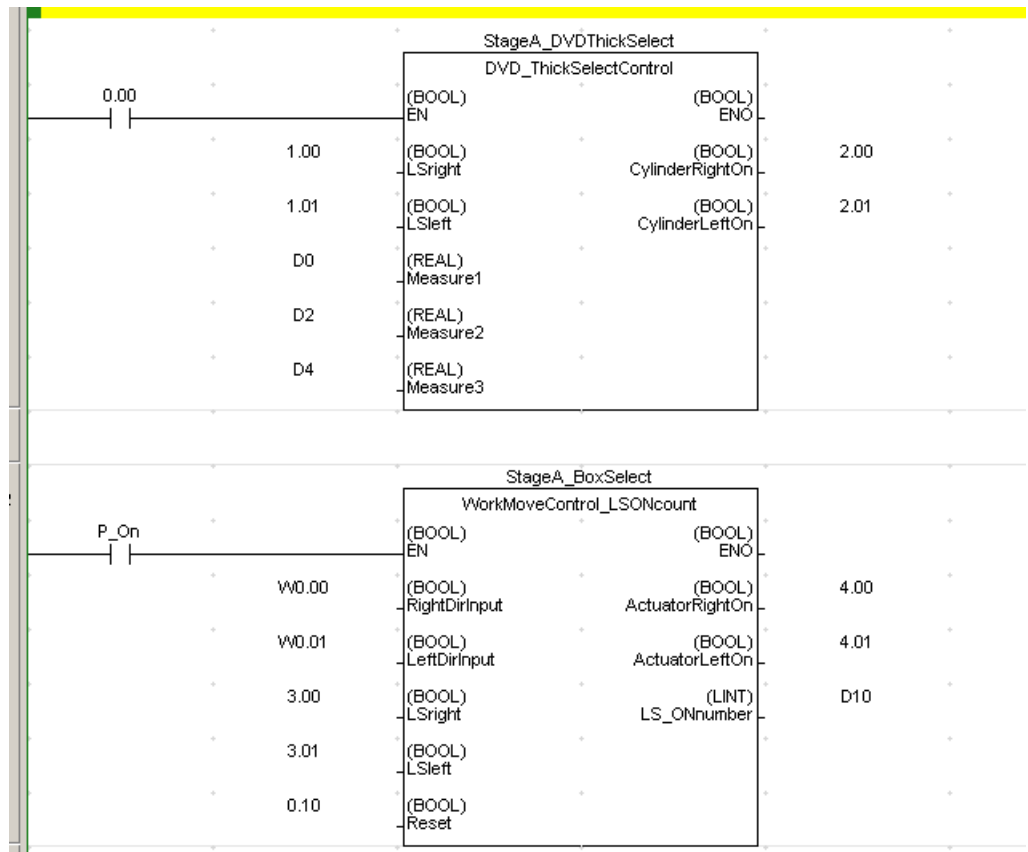 StageA_DVDThickSelect
DVD_ThickSelectControl
0.00
(BOOL) (BOOL)
EN ENO
1.00 (BOOL) (BOOL) 2.00
LSright CylinderRightOn
1.01 (BOOL) (BOOL) 2.01
LSleft CylinderLeftOn
D0 (REAL)
Measure1
D2 (REAL)
Measure2
D4 (REAL)
Measure3
StageA_BoxSelect
WorkMoveControl_LSONcount
P_On
(BOOL) (BOOL)
EN ENO
W0.00 (BOOL) (BOOL) 4.00
RightDirInput ActuatorRightOn
W0.01 (BOOL) (BOOL) 4.01
LeftDirInput ActuatorLeftOn
3.00 (BOOL) (LINT) D10
LSright LS_ONnumber
3.01 (BOOL)
LSleft
0.10 (BOOL)
Reset